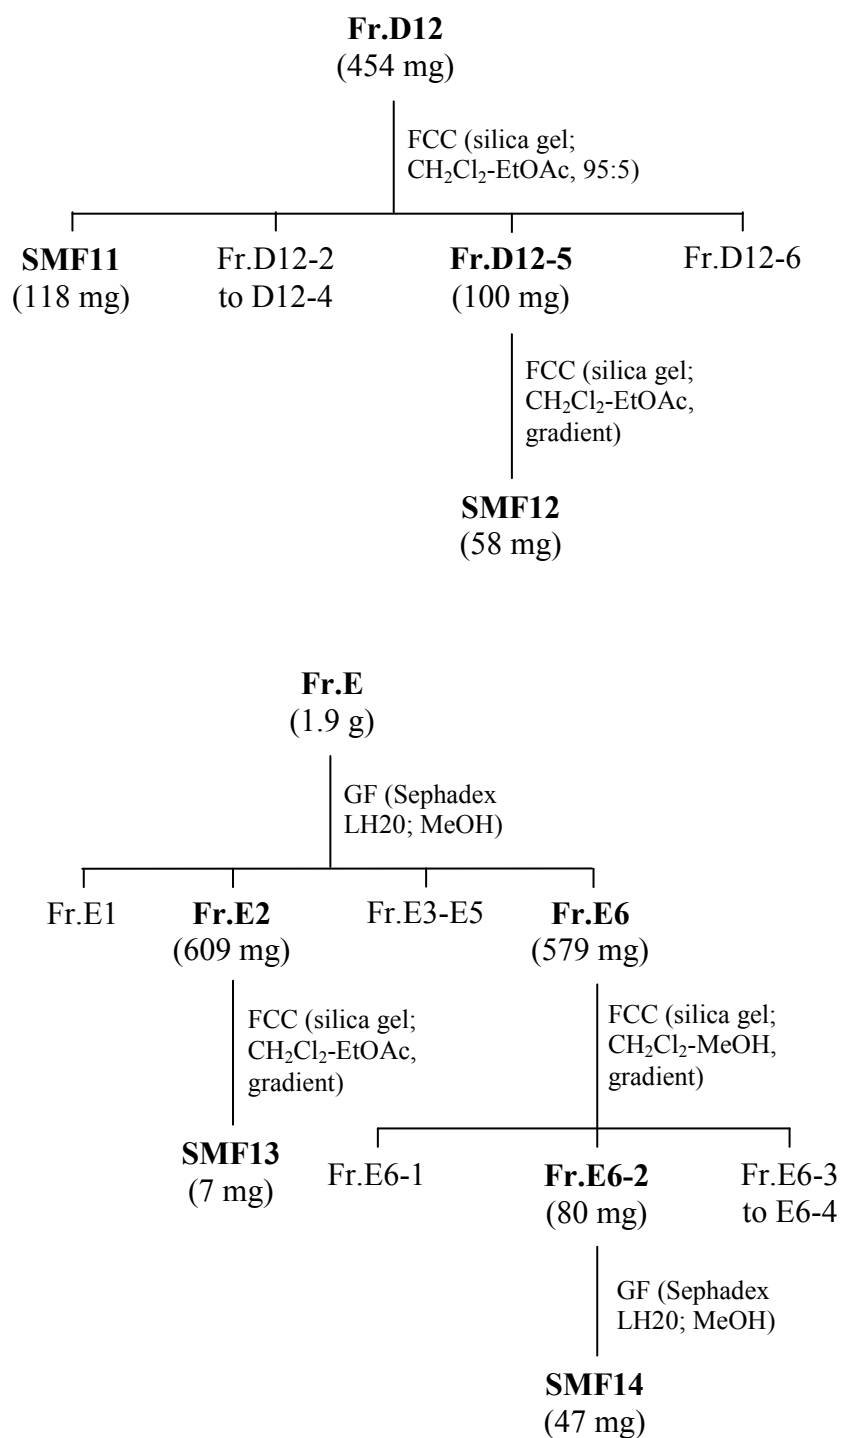 Fr.D12
(454 mg)
FCC (silica gel;
CH₂Cl₂-EtOAc, 95:5)
SMF11
(118 mg)
Fr.D12-2
to D12-4
Fr.D12-5
(100 mg)
Fr.D12-6
FCC (silica gel;
CH₂Cl₂-EtOAc,
gradient)
SMF12
(58 mg)
Fr.E
(1.9 g)
GF (Sephadex
LH20; MeOH)
Fr.E1
Fr.E2
(609 mg)
Fr.E3-E5
Fr.E6
(579 mg)
FCC (silica gel;
CH₂Cl₂-EtOAc,
gradient)
FCC (silica gel;
CH₂Cl₂-MeOH,
gradient)
SMF13
(7 mg)
Fr.E6-1
Fr.E6-2
(80 mg)
Fr.E6-3
to E6-4
GF (Sephadex
LH20; MeOH)
SMF14
(47 mg)